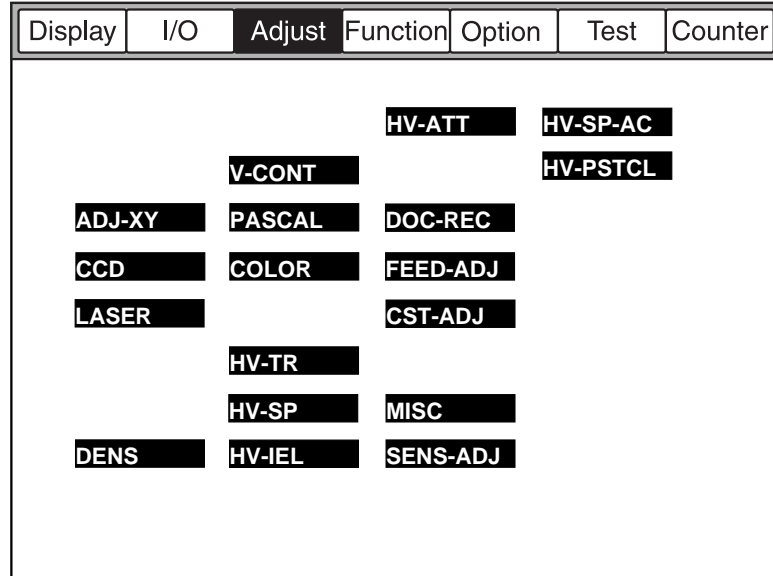 Display I/O Adjust Function Option Test Counter
HV-ATT HV-SP-AC
V-CONT HV-PSTCL
ADJ-XY PASCAL DOC-REC
CCD COLOR FEED-ADJ
LASER CST-ADJ
HV-TR
HV-SP MISC
DENS HV-IEL SENS-ADJ